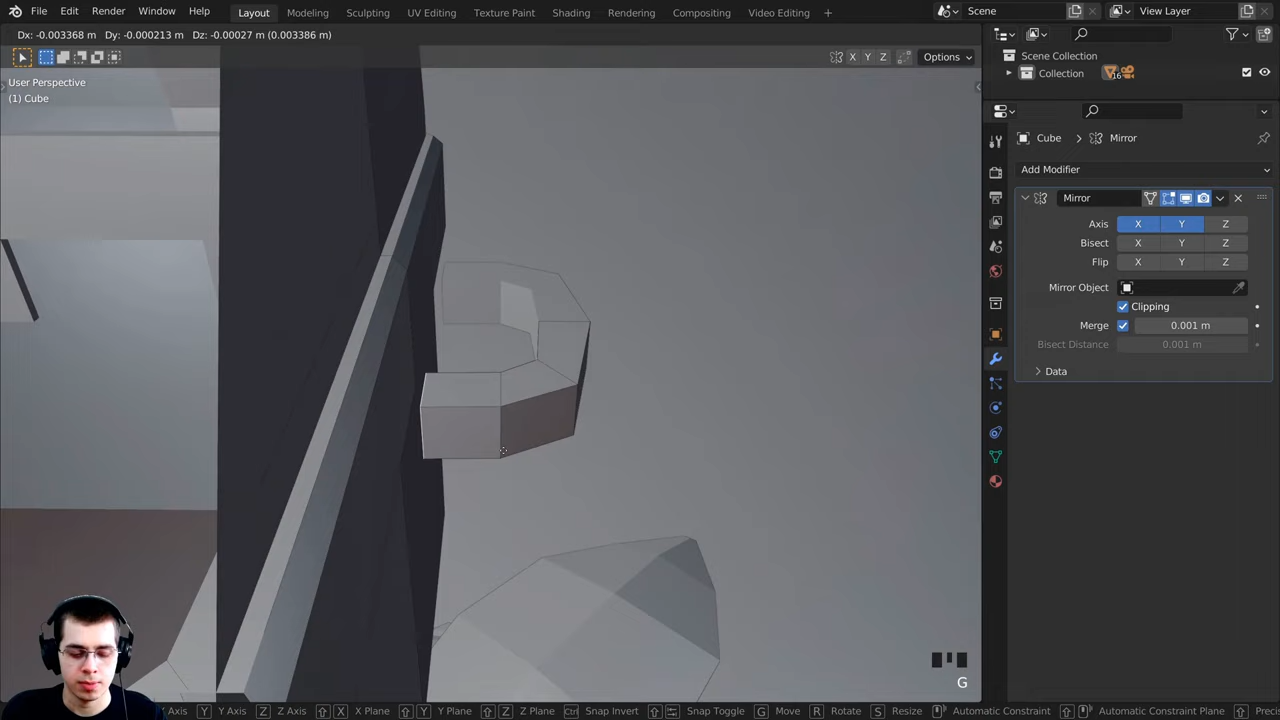 File Edit Render Window Help Layout Modeling Sculpting UV Editing Texture Paint Shading Rendering Compositing Video Editing + Scene View Layer
Dx: -0.003368 m Dy: -0.000213 m Dz: -0.00027 m (0.003386 m)
X Y Z Options
Scene Collection
Collection 16
User Perspective
(1) Cube
Cube > Mirror
Add Modifier
Mirror
Axis X Y Z
Bisect X Y Z
Flip X Y Z
Mirror Object
Clipping
Merge 0.001 m
Bisect Distance 0.001 m
Data
G
Axis Y Y Axis Z Z Axis X X Plane Y Y Plane Z Z Plane Ctrl Snap Invert Snap Toggle G Move R Rotate S Resize Automatic Constraint Automatic Constraint Plane Preci